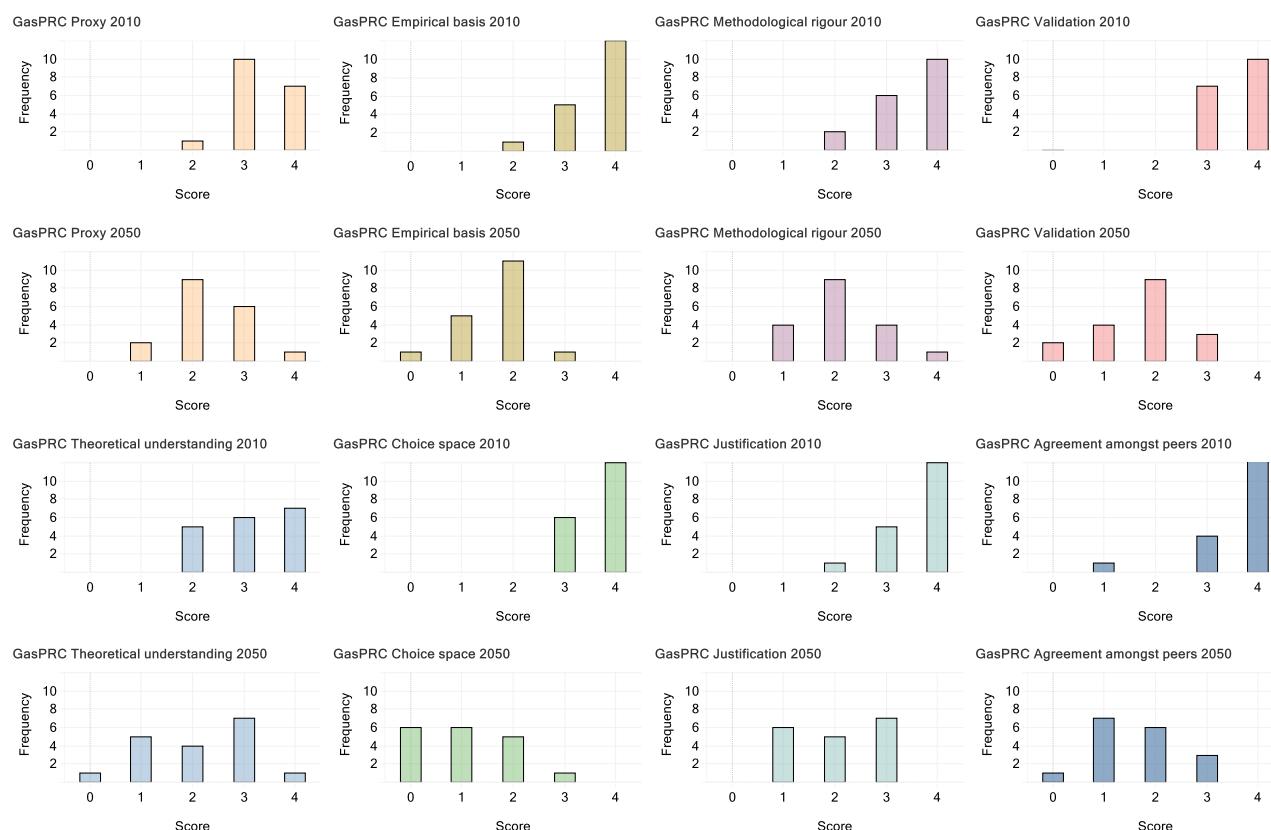 GasPRC Proxy 2010
GasPRC Empirical basis 2010
GasPRC Methodological rigour 2010
GasPRC Validation 2010
Frequency
10
8
6
4
2
0 1 2 3 4
Score
Frequency
10
8
6
4
2
0 1 2 3 4
Score
Frequency
10
8
6
4
2
0 1 2 3 4
Score
Frequency
10
8
6
4
2
0 1 2 3 4
Score
GasPRC Proxy 2050
GasPRC Empirical basis 2050
GasPRC Methodological rigour 2050
GasPRC Validation 2050
Frequency
10
8
6
4
2
0 1 2 3 4
Score
Frequency
10
8
6
4
2
0 1 2 3 4
Score
Frequency
10
8
6
4
2
0 1 2 3 4
Score
Frequency
10
8
6
4
2
0 1 2 3 4
Score
GasPRC Theoretical understanding 2010
GasPRC Choice space 2010
GasPRC Justification 2010
GasPRC Agreement amongst peers 2010
Frequency
10
8
6
4
2
0 1 2 3 4
Score
Frequency
10
8
6
4
2
0 1 2 3 4
Score
Frequency
10
8
6
4
2
0 1 2 3 4
Score
Frequency
10
8
6
4
2
0 1 2 3 4
Score
GasPRC Theoretical understanding 2050
GasPRC Choice space 2050
GasPRC Justification 2050
GasPRC Agreement amongst peers 2050
Frequency
10
8
6
4
2
0 1 2 3 4
Score
Frequency
10
8
6
4
2
0 1 2 3 4
Score
Frequency
10
8
6
4
2
0 1 2 3 4
Score
Frequency
10
8
6
4
2
0 1 2 3 4
Score